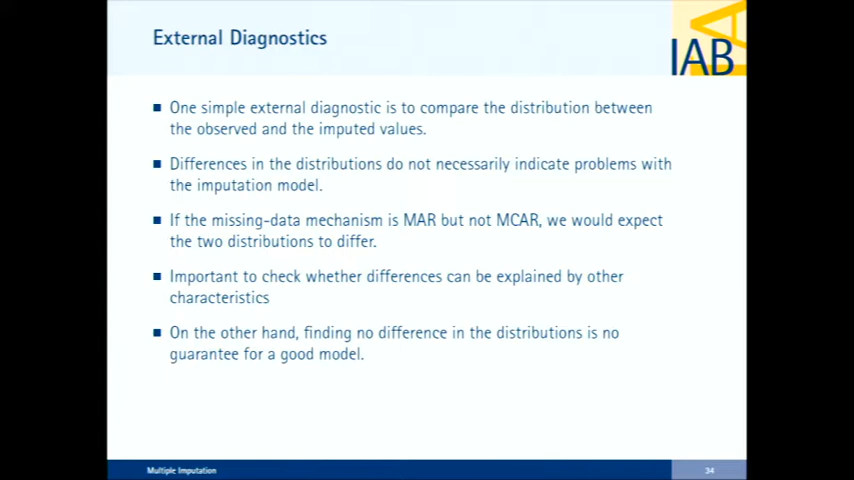 External Diagnostics
IAB
One simple external diagnostic is to compare the distribution between
the observed and the imputed values.
Differences in the distributions do not necessarily indicate problems with
the imputation model.
If the missing-data mechanism is MAR but not MCAR, we would expect
the two distributions to differ.
Important to check whether differences can be explained by other
characteristics
On the other hand, finding no difference in the distributions is no
guarantee for a good model.
Multiple Imputation
34